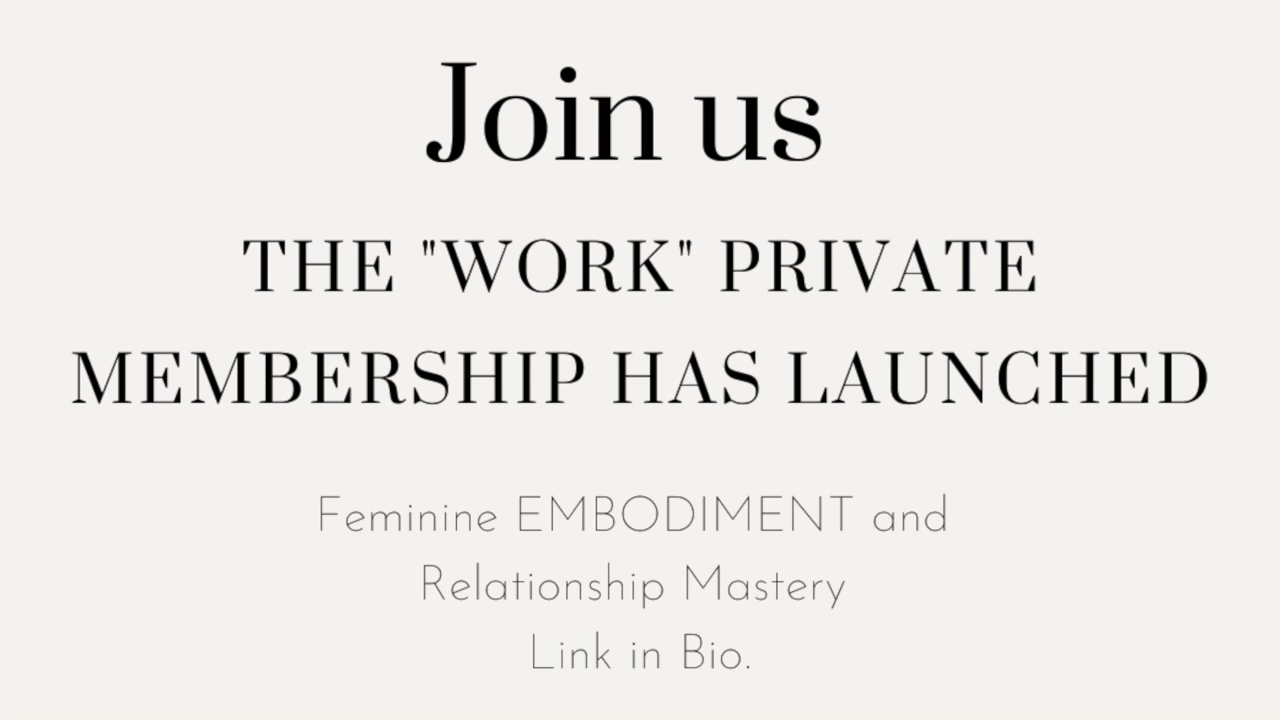 Join us
THE "WORK" PRIVATE
MEMBERSHIP HAS LAUNCHED
Feminine EMBODIMENT and
Relationship Mastery
Link in Bio.